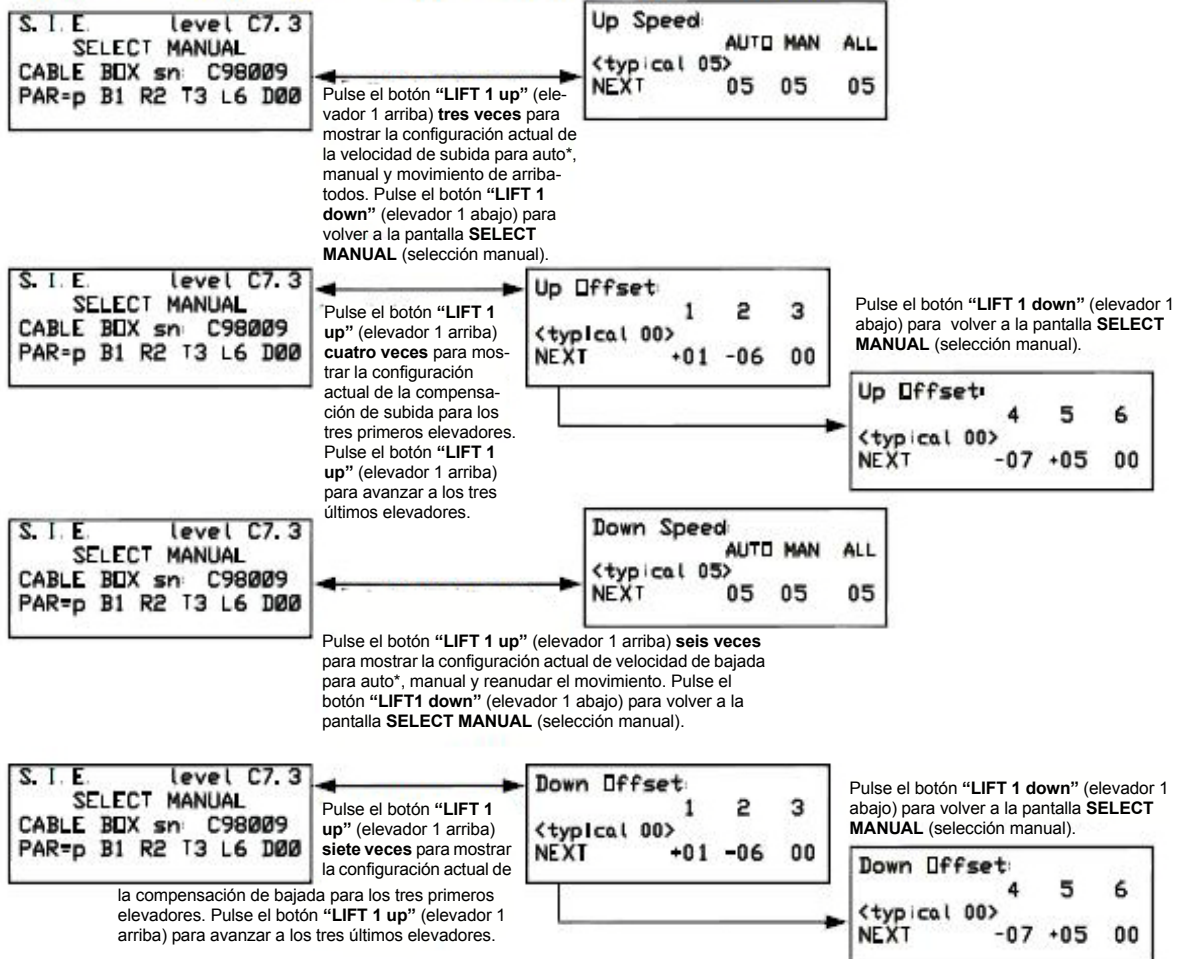 S. I. E. level C7.3
SELECT MANUAL
CABLE BOX sn: C98009
PAR=p B1 R2 T3 L6 D00
Pulse el botón “LIFT 1 up” (ele-
vador 1 arriba) tres veces para
mostrar la configuración actual de
la velocidad de subida para auto*,
manual y movimiento de arriba-
todos. Pulse el botón “LIFT 1
down” (elevador 1 abajo) para
volver a la pantalla SELECT
MANUAL (selección manual).
Up Speed:
AUTO MAN ALL
<typical 05>
NEXT 05 05 05
S. I. E. level C7.3
SELECT MANUAL
CABLE BOX sn: C98009
PAR=p B1 R2 T3 L6 D00
Pulse el botón “LIFT 1
up” (elevador 1 arriba)
cuatro veces para mos-
trar la configuración
actual de la compensa-
ción de subida para los
tres primeros elevadores.
Pulse el botón “LIFT 1
up” (elevador 1 arriba)
para avanzar a los tres
últimos elevadores.
Up Offset:
1 2 3
<typical 00>
NEXT +01 -06 00
Pulse el botón “LIFT 1 down” (elevador 1
abajo) para volver a la pantalla SELECT
MANUAL (selección manual).
Up Offset:
4 5 6
<typical 00>
NEXT -07 +05 00
S. I. E. level C7.3
SELECT MANUAL
CABLE BOX sn: C98009
PAR=p B1 R2 T3 L6 D00
Down Speed:
AUTO MAN ALL
<typical 05>
NEXT 05 05 05
Pulse el botón “LIFT 1 up” (elevador 1 arriba) seis veces
para mostrar la configuración actual de velocidad de bajada
para auto*, manual y reanudar el movimiento. Pulse el
botón “LIFT1 down” (elevador 1 abajo) para volver a la
pantalla SELECT MANUAL (selección manual).
S. I. E. level C7.3
SELECT MANUAL
CABLE BOX sn: C98009
PAR=p B1 R2 T3 L6 D00
Pulse el botón “LIFT 1
up” (elevador 1 arriba)
siete veces para mostrar
la configuración actual de
la compensación de bajada para los tres primeros
elevadores. Pulse el botón “LIFT 1 up” (elevador 1
arriba) para avanzar a los tres últimos elevadores.
Down Offset:
1 2 3
<typical 00>
NEXT +01 -06 00
Pulse el botón “LIFT 1 down” (elevador 1
abajo) para volver a la pantalla SELECT
MANUAL (selección manual).
Down Offset:
4 5 6
<typical 00>
NEXT -07 +05 00